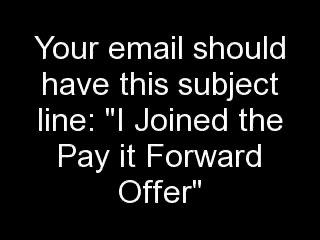 Your email should
have this subject
line: "I Joined the
Pay it Forward
Offer"